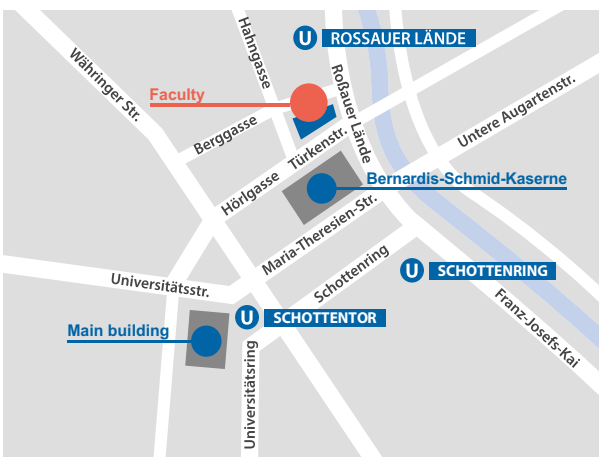 U ROSSAUER LÄNDE
Hahngasse
Währinger Str.
Roßauer Lände
Faculty
Untere Augartenstr.
Berggasse
Türkenstr.
Hörlgasse
Bernardis-Schmid-Kaserne
Maria-Theresien-Str.
Schottenring
U SCHOTTENRING
Universitätsstr.
Franz-Josefs-Kai
U SCHOTTENTOR
Main building
Universitätsring